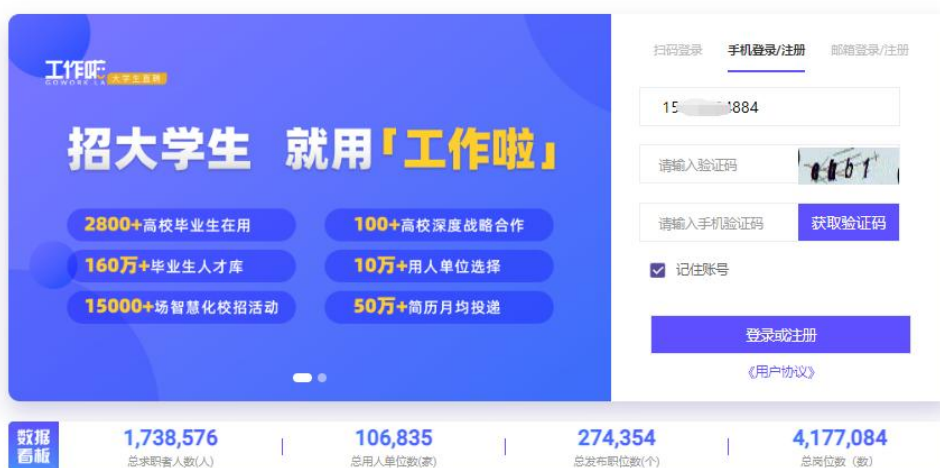 工作啦
GOWORK LA 大学生直聘
招大学生 就用「工作啦」
2800+高校毕业生在用
100+高校深度战略合作
160万+毕业生人才库
10万+用人单位选择
15000+场智慧化校招活动
50万+简历月均投递
扫码登录 手机登录/注册 邮箱登录/注册
请输入验证码
请输入手机验证码 获取验证码
记住账号
登录或注册
《用户协议》
数据
看板
1,738,576
总求职者人数(人)
106,835
总用人单位数(家)
274,354
总发布职位数(个)
4,177,084
总岗位数（数）